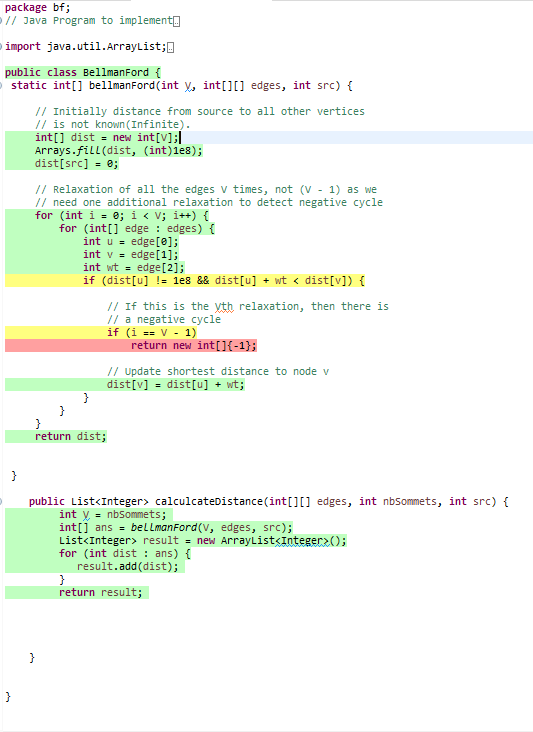 package bf;
// Java Program to implement
import java.util.ArrayList;
public class BellmanFord {
static int[] bellmanFord(int V, int[][] edges, int src) {
// Initially distance from source to all other vertices
// is not known(Infinite).
int[] dist = new int[V];
Arrays.fill(dist, (int)1e8);
dist[src] = 0;
// Relaxation of all the edges V times, not (V - 1) as we
// need one additional relaxation to detect negative cycle
for (int i = 0; i < V; i++) {
for (int[] edge : edges) {
int u = edge[0];
int v = edge[1];
int wt = edge[2];
if (dist[u] != 1e8 && dist[u] + wt < dist[v]) {
// If this is the Vth relaxation, then there is
// a negative cycle
if (i == V - 1)
return new int[]{-1};
// Update shortest distance to node v
dist[v] = dist[u] + wt;
}
}
}
return dist;
}
public List<Integer> calculcateDistance(int[][] edges, int nbSommets, int src) {
int V = nbSommets;
int[] ans = bellmanFord(V, edges, src);
List<Integer> result = new ArrayList<Integer>();
for (int dist : ans) {
result.add(dist);
}
return result;
}
}